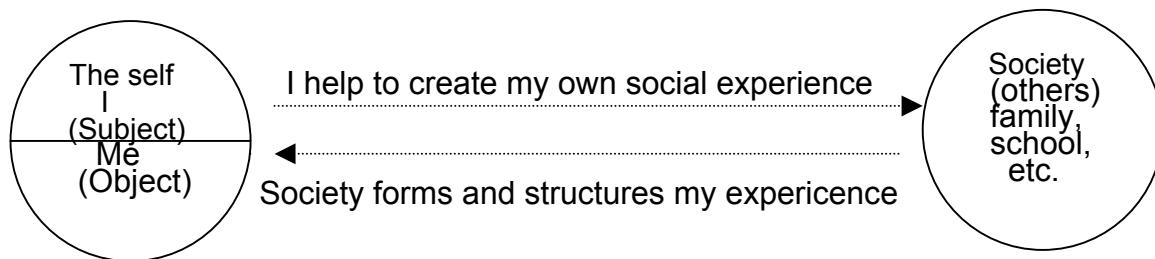 The self
I
(Subject)
Me
(Object)
I help to create my own social experience
Society forms and structures my expericence
Society
(others)
family,
school,
etc.